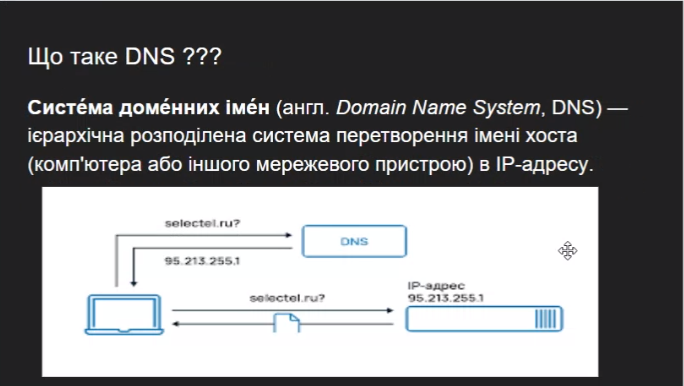 Що таке DNS ???
Систе́ма доме́нних іме́н (англ. Domain Name System, DNS) —
ієрархічна розподілена система перетворення імені хоста
(комп'ютера або іншого мережевого пристрою) в IP-адресу.
selectel.ru?
DNS
95.213.255.1
IP-адрес
95.213.255.1
selectel.ru?